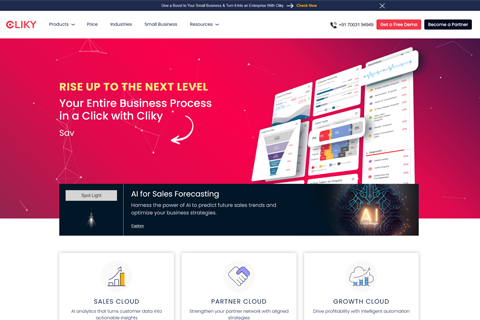 Give a Boost to Your Small Business & Turn it Into an Enterprise With Cliky → Check Now
CLIKY
Products
Price
Industries
Small Business
Resources
+91 70031 94949
Get a Free Demo
Become a Partner
RISE UP TO THE NEXT LEVEL
Your Entire Business Process
in a Click with Cliky
Sav
Spot Light
AI for Sales Forecasting
Harness the power of AI to predict future sales trends and
optimize your business strategies.
Explore
AI
SALES CLOUD
AI analytics that turns customer data into
actionable insights
PARTNER CLOUD
Strengthen your partner network with aligned
strategies
GROWTH CLOUD
Drive profitability with intelligent automation